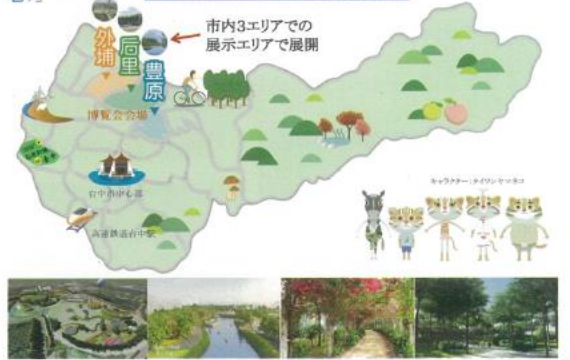 市内3エリアでの
展示エリアで展開
外埔
后里
豊原
博覧会会場
台中市中心部
高速鉄道台中駅
キャラクター：タイワンヤマネコ